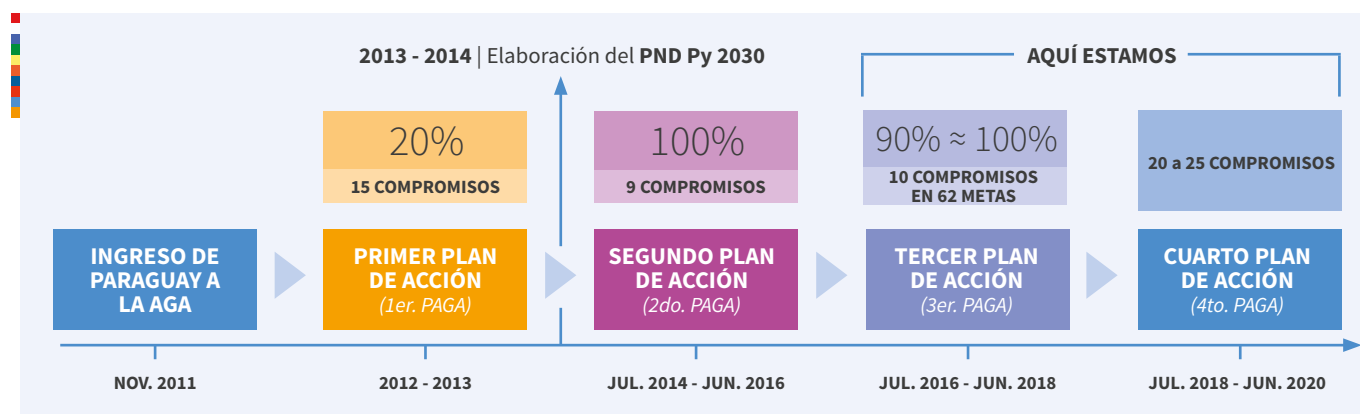 2013 - 2014 | Elaboración del PND Py 2030
AQUÍ ESTAMOS
20%
15 COMPROMISOS
100%
9 COMPROMISOS
90% ≈ 100%
10 COMPROMISOS
EN 62 METAS
20 a 25 COMPROMISOS
INGRESO DE
PARAGUAY A
LA AGA
PRIMER PLAN
DE ACCIÓN
(1er. PAGA)
SEGUNDO PLAN
DE ACCIÓN
(2do. PAGA)
TERCER PLAN
DE ACCIÓN
(3er. PAGA)
CUARTO PLAN
DE ACCIÓN
(4to. PAGA)
NOV. 2011
2012 - 2013
JUL. 2014 - JUN. 2016
JUL. 2016 - JUN. 2018
JUL. 2018 - JUN. 2020